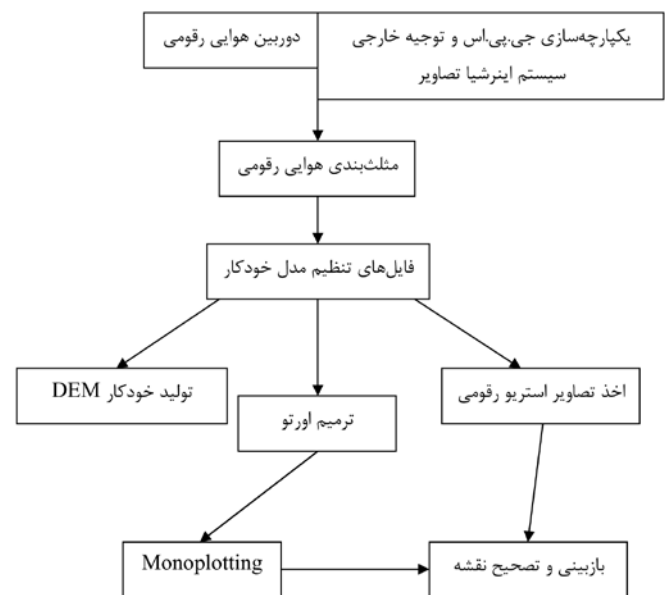 یکپارچه‌سازی جی.پی.اس و توجیه خارجی
سیستم اینرشیا تصاویر
دوربین هوایی رقومی
مثلث‌بندی هوایی رقومی
فایل‌های تنظیم مدل خودکار
اخذ تصاویر استریو رقومی
ترمیم اورتو
تولید خودکار DEM
بازبینی و تصحیح نقشه
Monoplotting